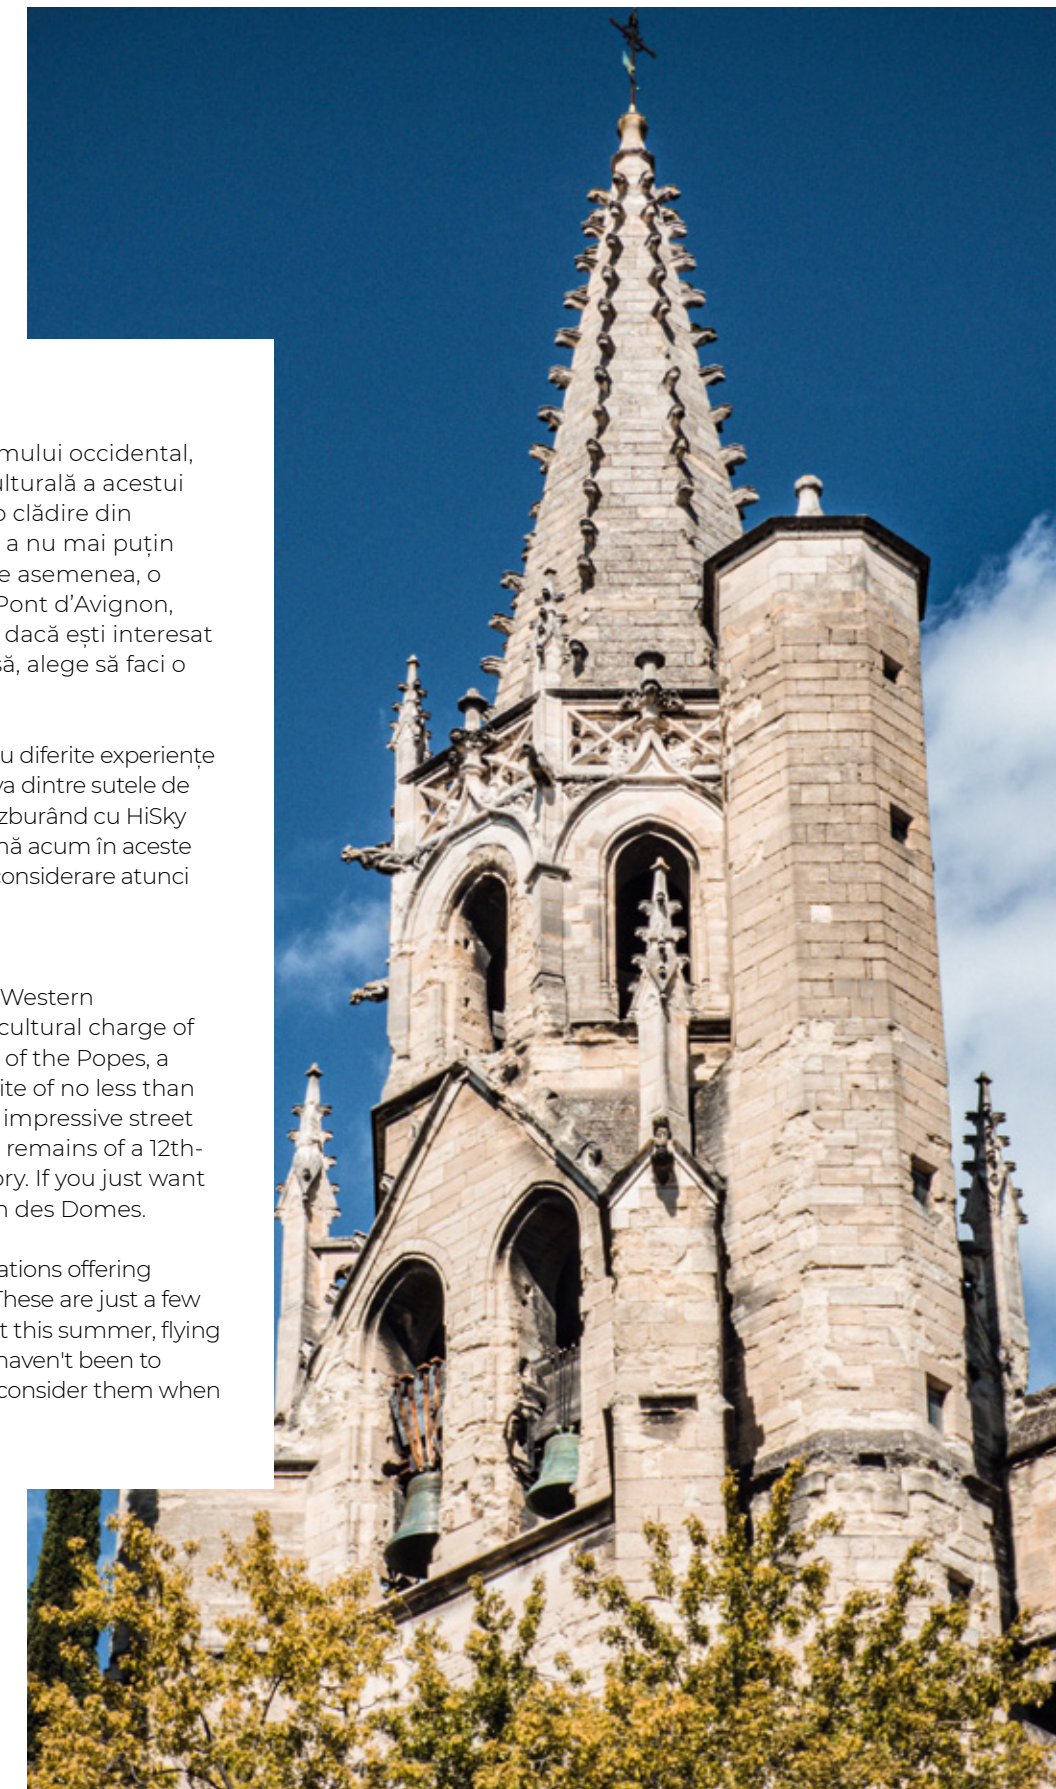 mului occidental,
ulturală a acestui
o clădire din
a nu mai puțin
e asemenea, o
Pont d’Avignon,
dacă ești interesat
să, alege să faci o
u diferite experiențe
va dintre sutele de
zburând cu HiSky
nă acum în aceste
considerare atunci
Western
cultural charge of
of the Popes, a
ite of no less than
impressive street
remains of a 12th-
ory. If you just want
n des Domes.
ations offering
These are just a few
t this summer, flying
haven't been to
consider them when